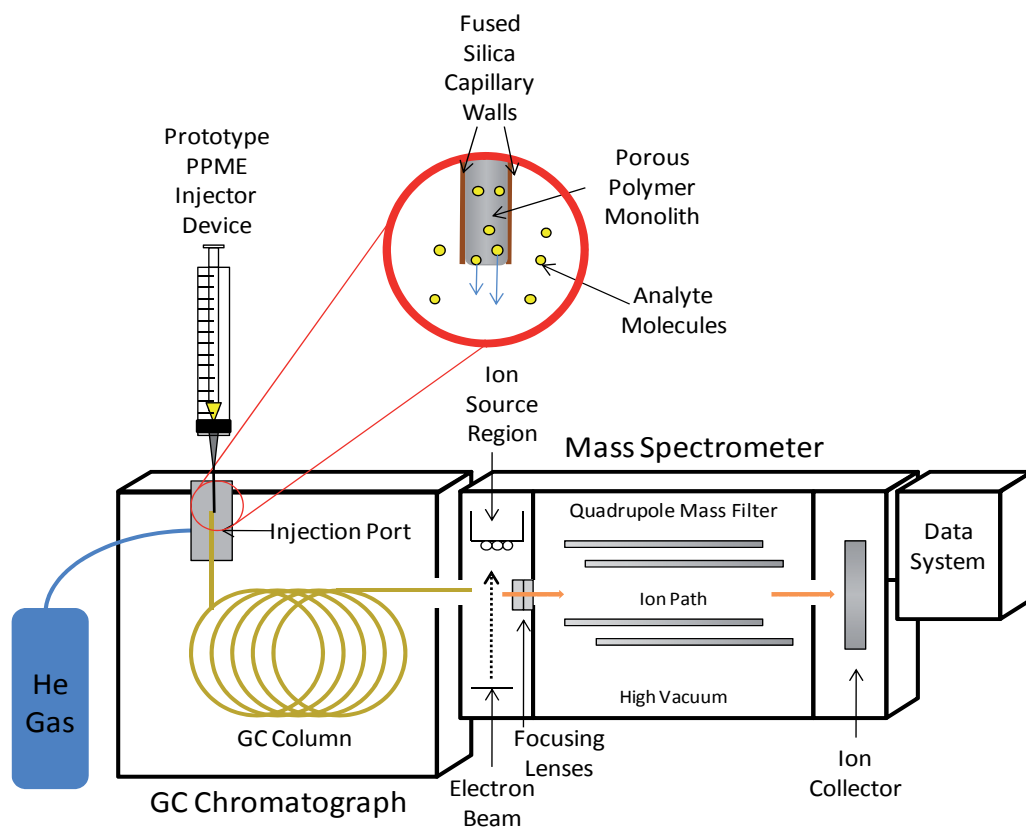 Fused
Silica
Capillary
Walls
Prototype
PPME
Injector
Device
Porous
Polymer
Monolith
Analyte
Molecules
Ion
Source
Region
Mass Spectrometer
Injection Port
Quadrupole Mass Filter
Data
System
Ion Path
He
Gas
High Vacuum
GC Column
Focusing
Lenses
Electron
Beam
Ion
Collector
GC Chromatograph